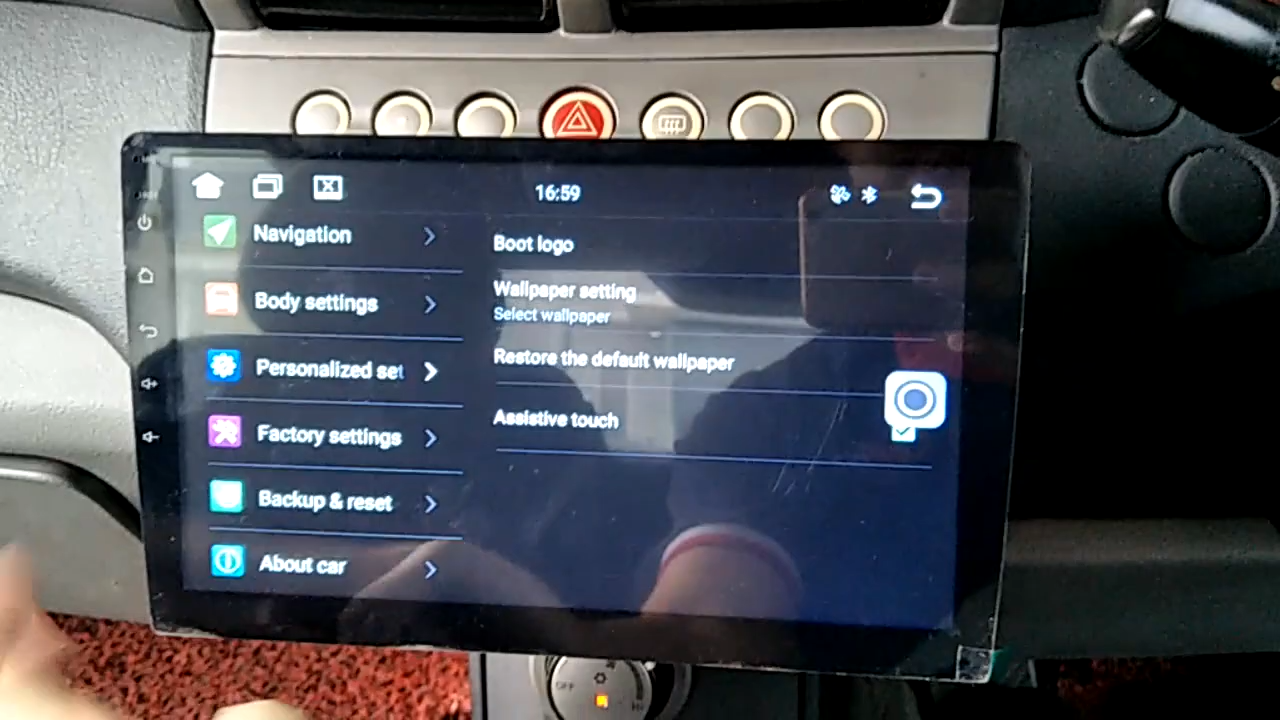 16:59
Navigation
Body settings
Personalized set
Factory settings
Backup & reset
About car
Boot logo
Wallpaper setting
Select wallpaper
Restore the default wallpaper
Assistive touch
OFF